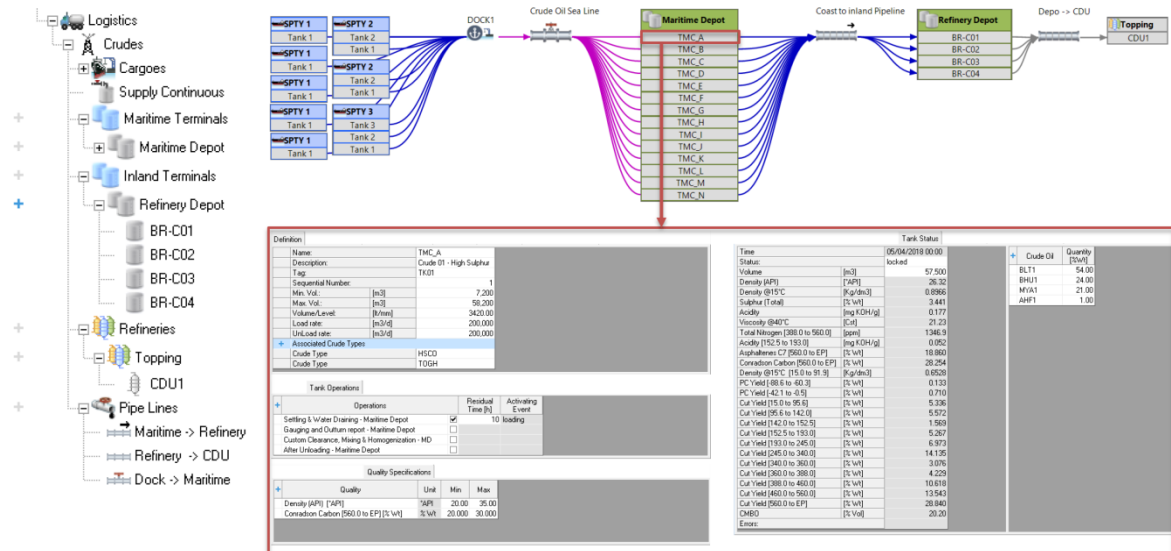 Logistics
Crudes
Cargoes
Supply Continuous
Maritime Terminals
Maritime Depot
Inland Terminals
Refinery Depot
BR-C01
BR-C02
BR-C03
BR-C04
Refineries
Topping
CDU1
Pipe Lines
Maritime -> Refinery
Refinery -> CDU
Dock -> Maritime
SPTY 1
Tank 1
SPTY 1
Tank 1
SPTY 1
Tank 1
SPTY 1
Tank 1
SPTY 1
Tank 1
SPTY 2
Tank 2
Tank 1
SPTY 2
Tank 2
Tank 1
SPTY 3
Tank 3
Tank 2
Tank 1
DOCK1
Crude Oil Sea Line
Maritime Depot
TMC_A
TMC_B
TMC_C
TMC_D
TMC_E
TMC_F
TMC_G
TMC_H
TMC_I
TMC_J
TMC_K
TMC_L
TMC_M
TMC_N
Coast to inland Pipeline
Refinery Depot
BR-C01
BR-C02
BR-C03
BR-C04
Depo -> CDU
Topping
CDU1
Definition
Name: TMC_A
Description: Crude 01 - High Sulphur
Tag: TK01
Sequential Number: 1
Min. Vol.: [m3] 7,200
Max. Vol.: [m3] 58,200
Volume/Level: [lt/mm] 3420.00
Load rate: [m3/d] 200,000
UnLoad rate: [m3/d] 200,000
Associated Crude Types
Crude Type HSCO
Crude Type TOGH
Tank Operations
Operations Residual Time [h] Activating Event
Settling & Water Draining - Maritime Depot 10 loading
Gauging and Outturn report - Maritime Depot
Custom Clearance, Mixing & Homogenization - MD
After Unloading - Maritime Depot
Quality Specifications
Quality Unit Min Max
Density (API) [°API] °API 20.00 35.00
Conradson Carbon [560.0 to EP] [% Wt] % Wt 20.000 30.000
Tank Status
Time 05/04/2018 00:00
Status: locked
Volume [m3] 57,500
Density (API) [°API] 26.32
Density @15°C [Kg/dm3] 0.8966
Sulphur (Total) [% Wt] 3.441
Acidity [mg KOH/g] 0.177
Viscosity @40°C [Cst] 21.23
Total Nitrogen [388.0 to 560.0] [ppm] 1346.9
Acidity [152.5 to 193.0] [mg KOH/g] 0.052
Asphaltenes C7 [560.0 to EP] [% Wt] 18.860
Conradson Carbon [560.0 to EP] [% Wt] 28.254
Density @15°C [15.0 to 91.9] [Kg/dm3] 0.6528
PC Yield [-88.6 to -60.3] [% Wt] 0.133
PC Yield [-42.1 to -0.5] [% Wt] 0.710
Cut Yield [15.0 to 95.6] [% Wt] 5.336
Cut Yield [95.6 to 142.0] [% Wt] 5.572
Cut Yield [142.0 to 152.5] [% Wt] 1.569
Cut Yield [152.5 to 193.0] [% Wt] 5.267
Cut Yield [193.0 to 245.0] [% Wt] 6.973
Cut Yield [245.0 to 340.0] [% Wt] 14.135
Cut Yield [340.0 to 360.0] [% Wt] 3.076
Cut Yield [360.0 to 388.0] [% Wt] 4.229
Cut Yield [388.0 to 460.0] [% Wt] 10.618
Cut Yield [460.0 to 560.0] [% Wt] 13.543
Cut Yield [560.0 to EP] [% Wt] 28.840
CMBO [% Vol] 20.20
Errors:
Crude Oil Quantity [%Wt]
BLT1 54.00
BHU1 24.00
MYA1 21.00
AHF1 1.00